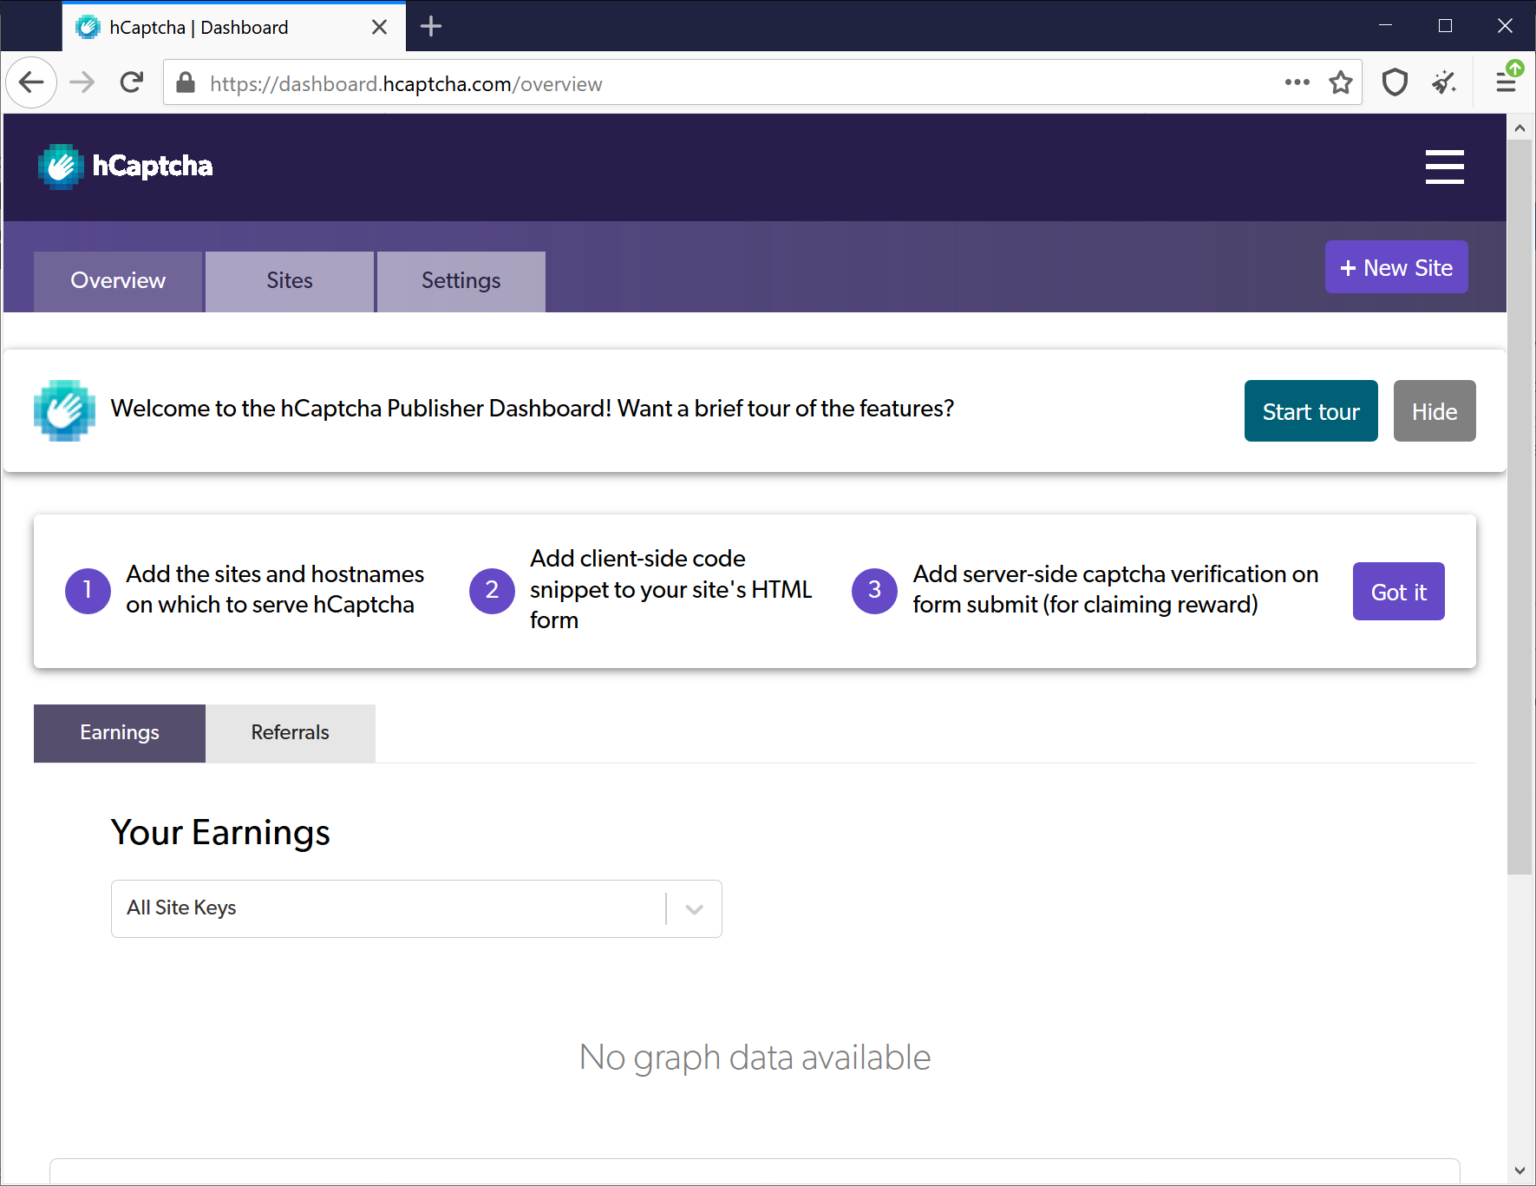 hCaptcha | Dashboard
https://dashboard.hcaptcha.com/overview
hCaptcha
Overview
Sites
Settings
+ New Site
Welcome to the hCaptcha Publisher Dashboard! Want a brief tour of the features?
Start tour
Hide
1
Add the sites and hostnames
on which to serve hCaptcha
2
Add client-side code
snippet to your site's HTML
form
3
Add server-side captcha verification on
form submit (for claiming reward)
Got it
Earnings
Referrals
Your Earnings
All Site Keys
No graph data available